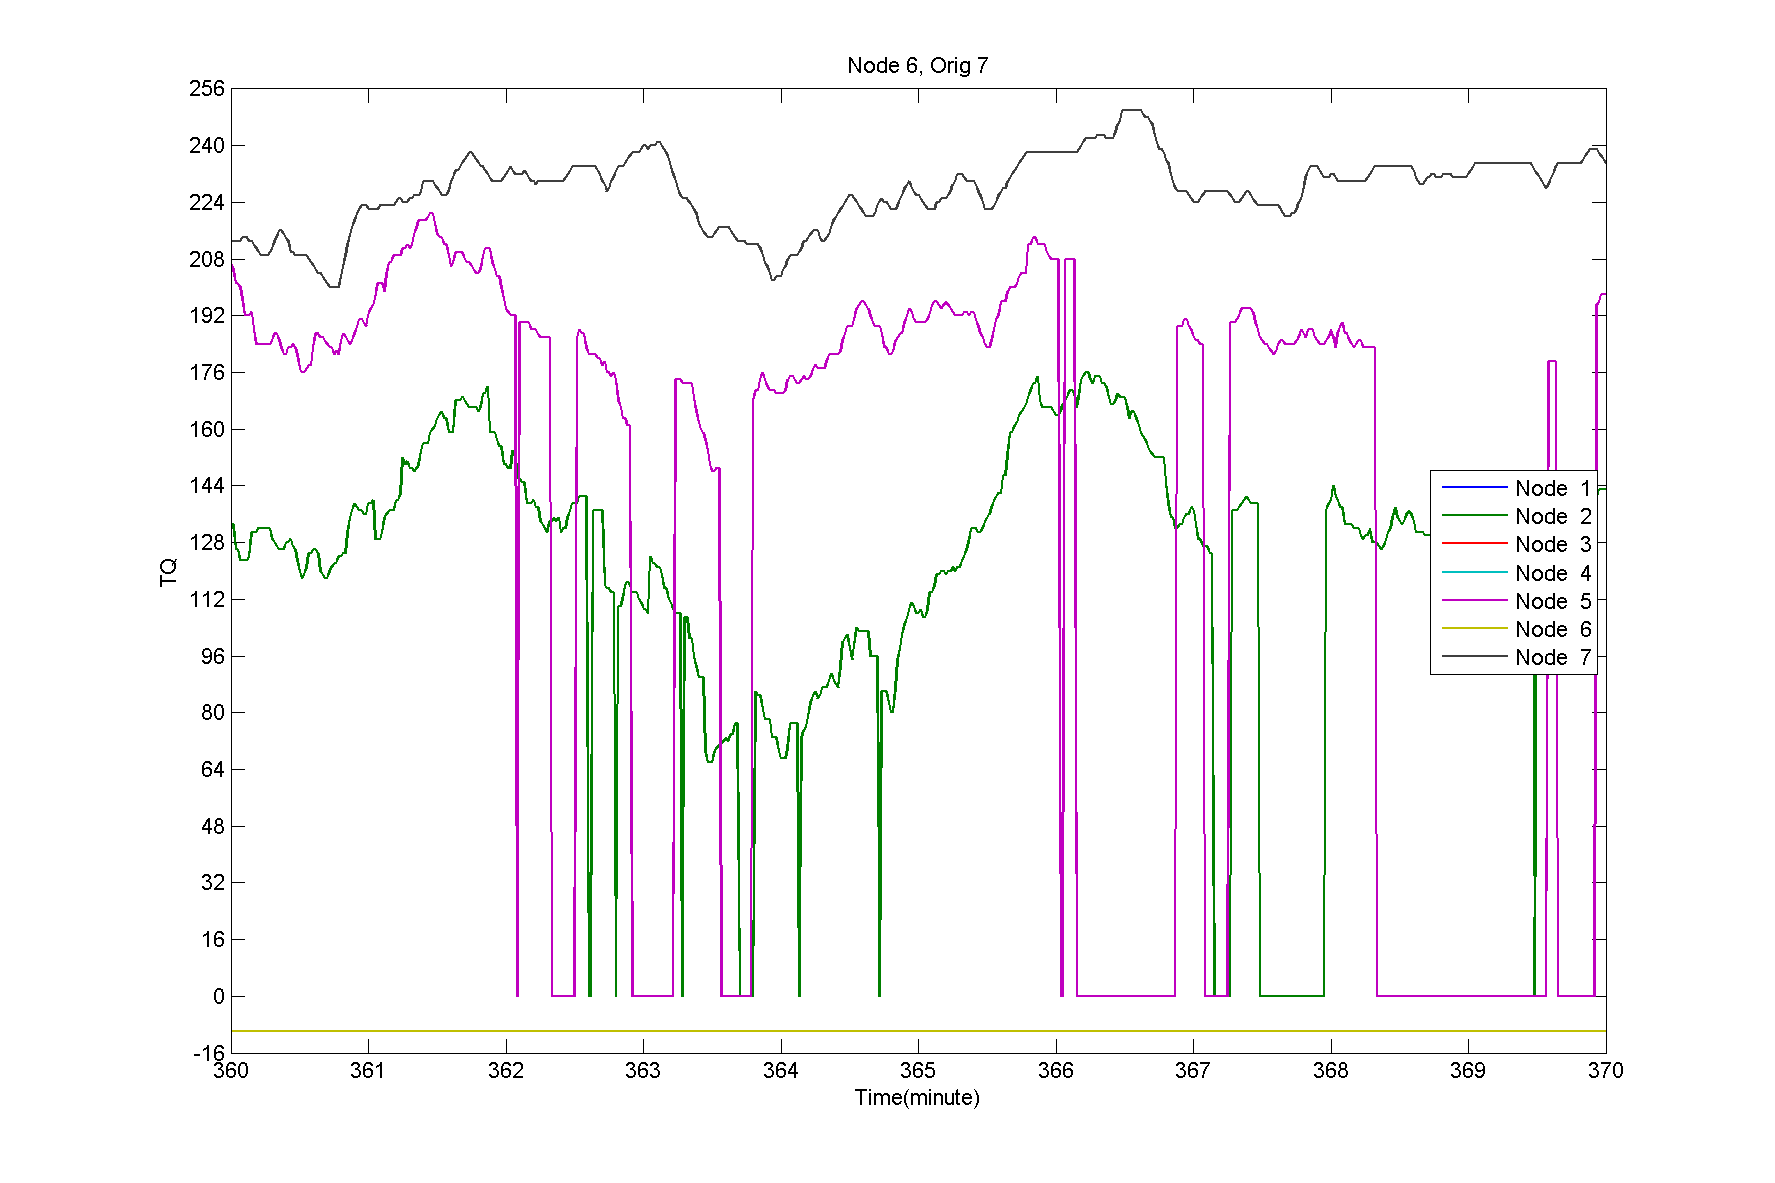 Node 6, Orig 7
256
240
224
208
192
176
160
144
128
112
96
80
64
48
32
16
0
-16
TQ
Node 1
Node 2
Node 3
Node 4
Node 5
Node 6
Node 7
360 361 362 363 364 365 366 367 368 369 370
Time(minute)